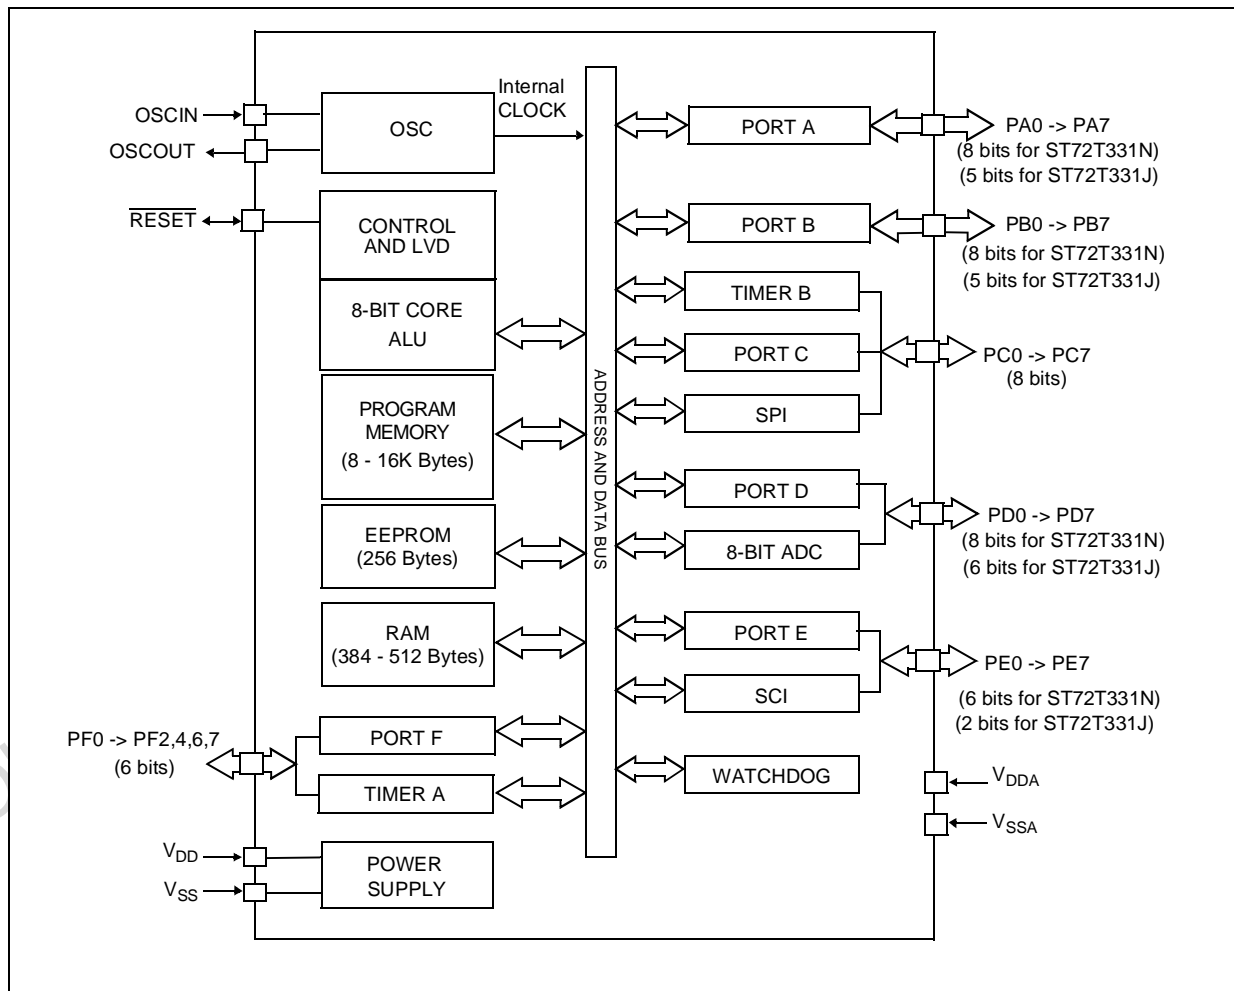 OSCIN
OSCOUT
RESET
OSC
Internal
CLOCK
CONTROL
AND LVD
8-BIT CORE
ALU
PROGRAM
MEMORY
(8 - 16K Bytes)
EEPROM
(256 Bytes)
RAM
(384 - 512 Bytes)
PF0 -> PF2,4,6,7
(6 bits)
PORT F
TIMER A
VDD
VSS
POWER
SUPPLY
ADDRESS AND DATA BUS
PORT A
PA0 -> PA7
(8 bits for ST72T331N)
(5 bits for ST72T331J)
PORT B
PB0 -> PB7
(8 bits for ST72T331N)
(5 bits for ST72T331J)
TIMER B
PORT C
SPI
PC0 -> PC7
(8 bits)
PORT D
8-BIT ADC
PD0 -> PD7
(8 bits for ST72T331N)
(6 bits for ST72T331J)
PORT E
SCI
PE0 -> PE7
(6 bits for ST72T331N)
(2 bits for ST72T331J)
WATCHDOG
VDDA
VSSA